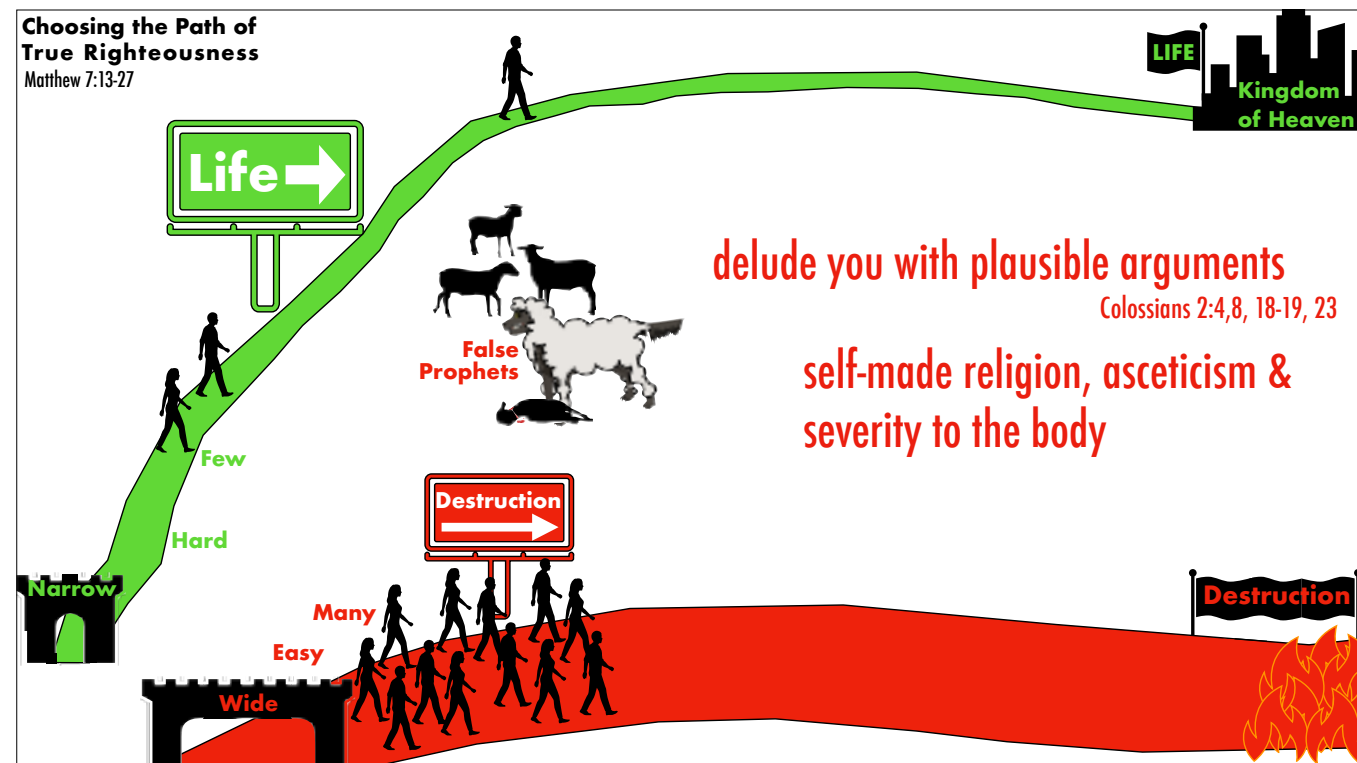 Choosing the Path of
True Righteousness
Matthew 7:13-27
LIFE
Kingdom
of Heaven
Life
delude you with plausible arguments
Colossians 2:4,8, 18-19, 23
False
Prophets
self-made religion, asceticism &
severity to the body
Few
Destruction
Hard
Narrow
Many
Destruction
Easy
Wide